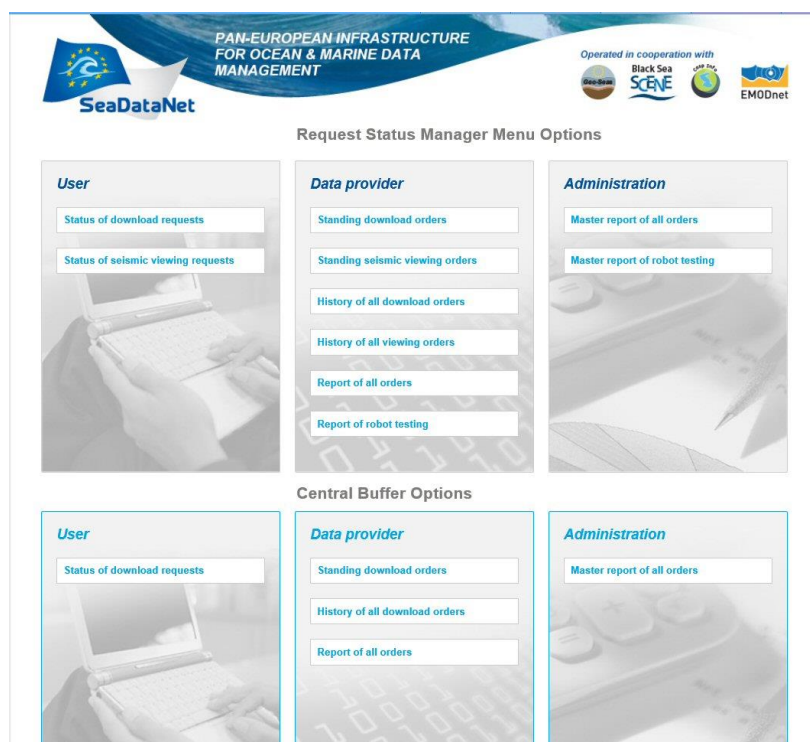 PAN-EUROPEAN INFRASTRUCTURE
FOR OCEAN & MARINE DATA
MANAGEMENT
SeaDataNet
Operated in cooperation with
Geo-Seas
Black Sea
SCENE
EMODnet
Request Status Manager Menu Options
User
Status of download requests
Status of seismic viewing requests
Data provider
Standing download orders
Standing seismic viewing orders
History of all download orders
History of all viewing orders
Report of all orders
Report of robot testing
Administration
Master report of all orders
Master report of robot testing
Central Buffer Options
User
Status of download requests
Data provider
Standing download orders
History of all download orders
Report of all orders
Administration
Master report of all orders